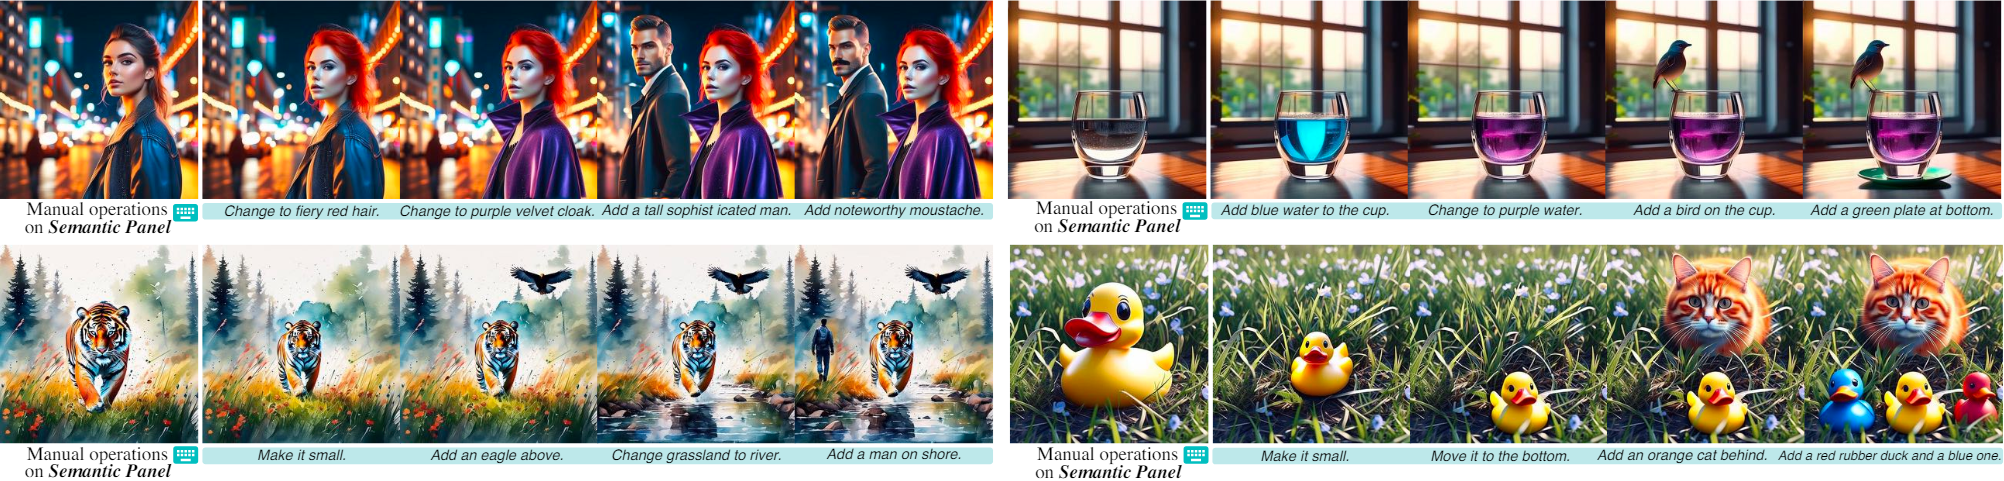 Manual operations
on Semantic Panel
Change to fiery red hair.
Change to purple velvet cloak.
Add a tall sophist icated man.
Add noteworthy moustache.
Manual operations
on Semantic Panel
Add blue water to the cup.
Change to purple water.
Add a bird on the cup.
Add a green plate at bottom.
Manual operations
on Semantic Panel
Make it small.
Add an eagle above.
Change grassland to river.
Add a man on shore.
Manual operations
on Semantic Panel
Make it small.
Move it to the bottom.
Add an orange cat behind.
Add a red rubber duck and a blue one.